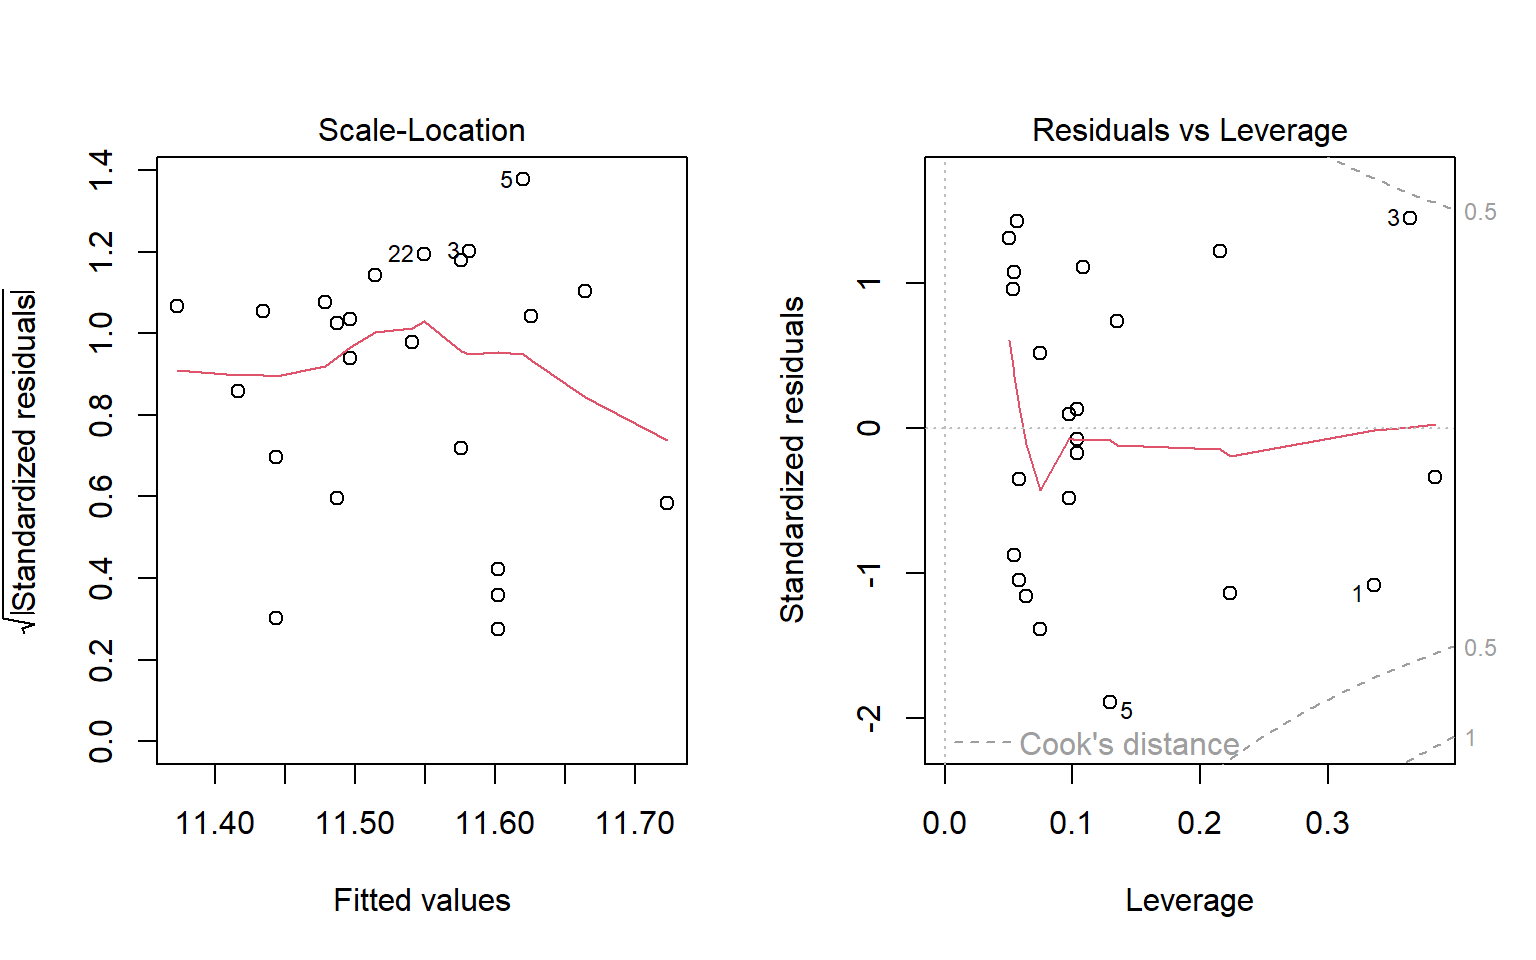 Scale-Location
√|Standardized residuals|
0.0 0.2 0.4 0.6 0.8 1.0 1.2 1.4
5
22
3
11.40 11.50 11.60 11.70
Fitted values
Residuals vs Leverage
Standardized residuals
-2 -1 0 1
3
1
5
0.5
0.5
1
Cook's distance
0.0 0.1 0.2 0.3
Leverage